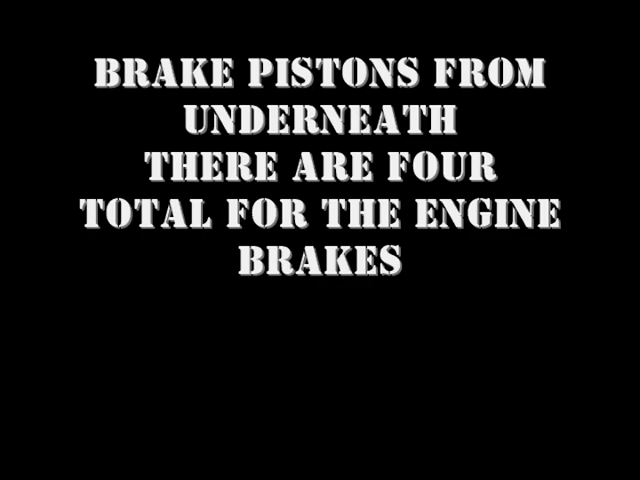 BRAKE PISTONS FROM
UNDERNEATH
THERE ARE FOUR
TOTAL FOR THE ENGINE
BRAKES